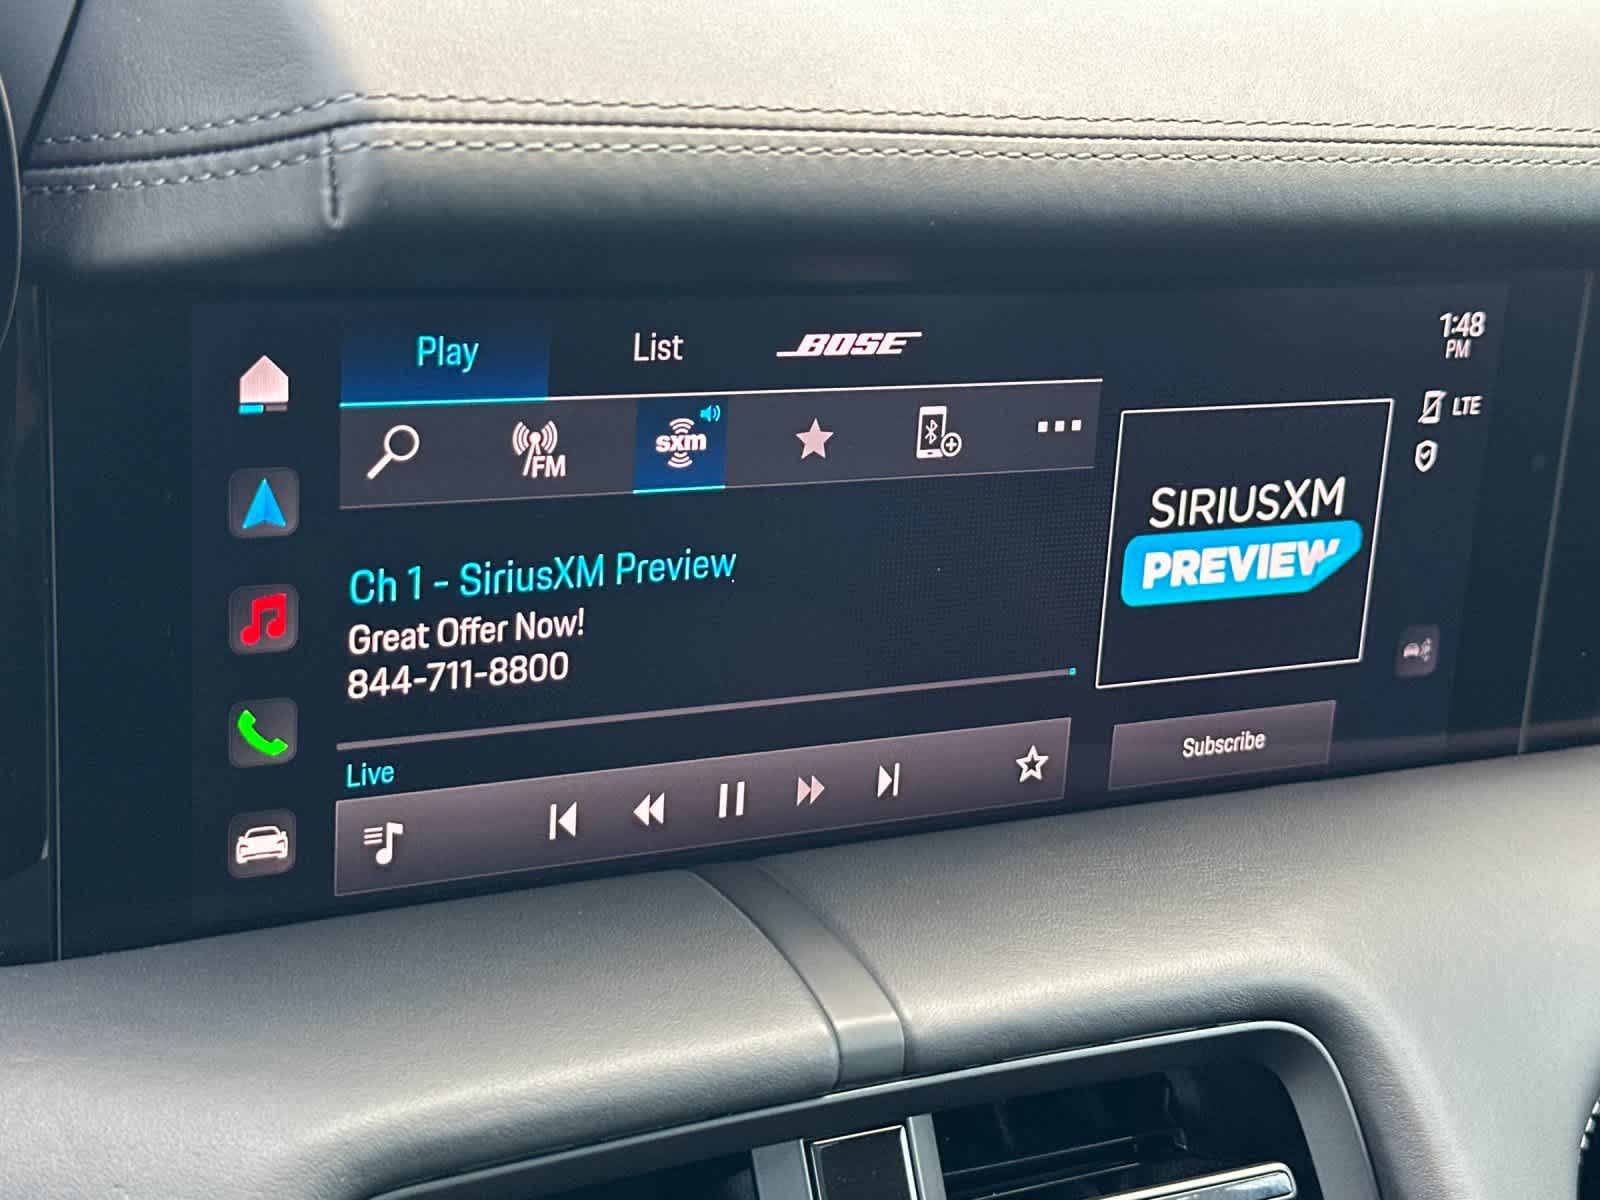 Play
List
BOSE
1:48
PM
FM
sxm
LTE
SIRIUSXM
PREVIEW
Ch 1 - SiriusXM Preview
Great Offer Now!
844-711-8800
Live
Subscribe